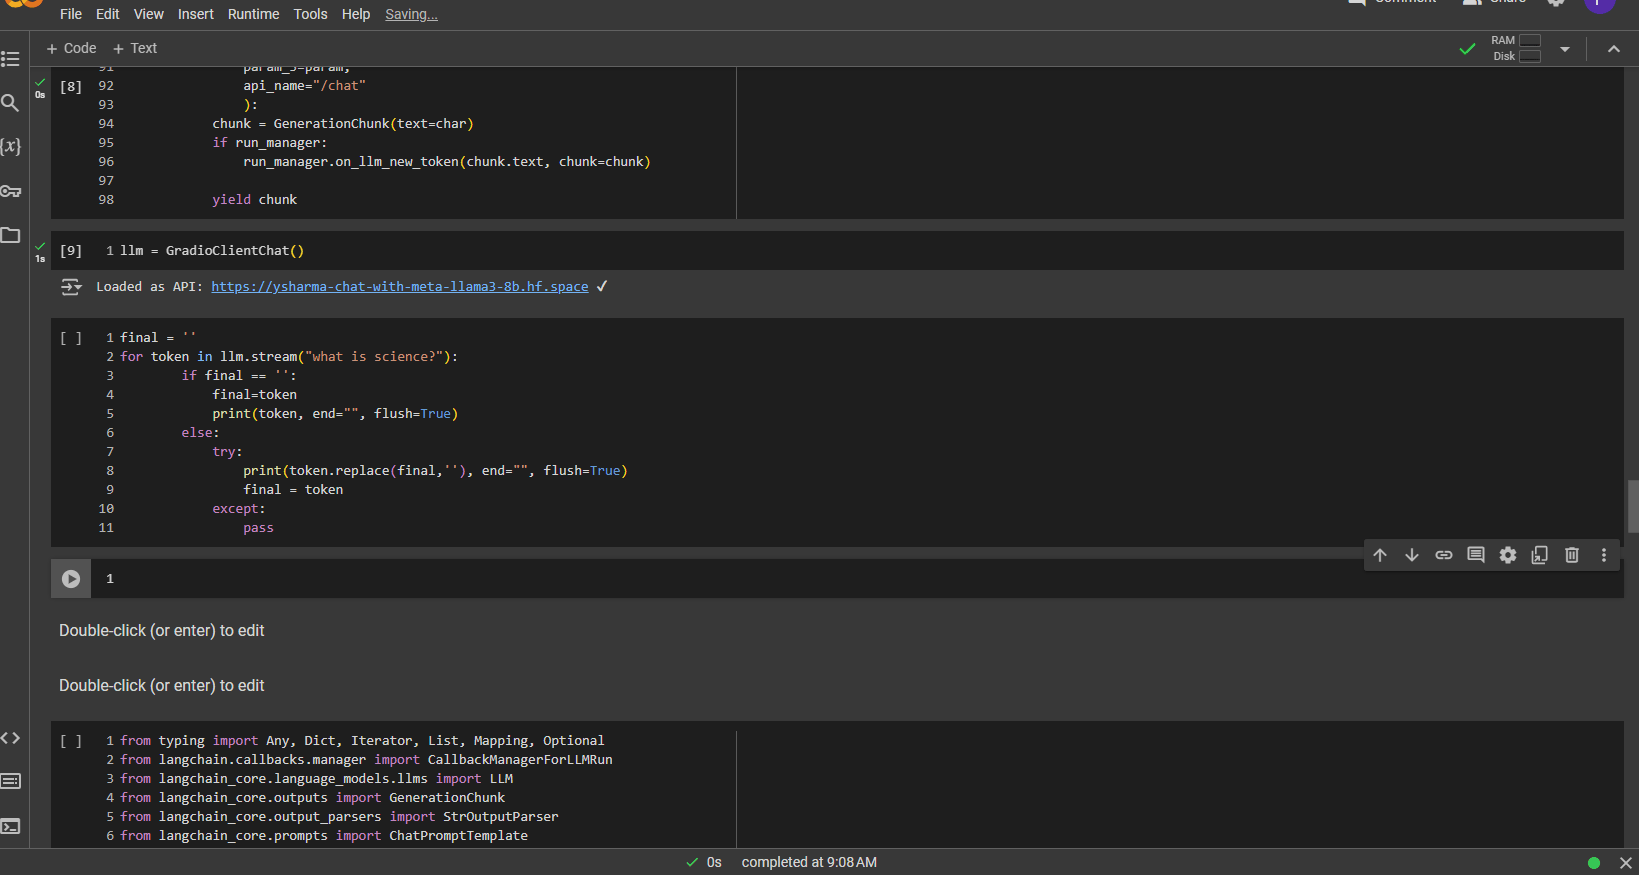 File Edit View Insert Runtime Tools Help Saving...
Comment Share
+ Code + Text
RAM
Disk
91 param_3=param,
[8] 92 api_name="/chat"
0s
93 ):
94 chunk = GenerationChunk(text=char)
95 if run_manager:
96 run_manager.on_llm_new_token(chunk.text, chunk=chunk)
97
98 yield chunk
[9] 1 llm = GradioClientChat()
1s
Loaded as API: https://ysharma-chat-with-meta-llama3-8b.hf.space ✓
[ ] 1 final = ''
2 for token in llm.stream("what is science?"):
3 if final == '':
4 final=token
5 print(token, end="", flush=True)
6 else:
7 try:
8 print(token.replace(final,''), end="", flush=True)
9 final = token
10 except:
11 pass
1
Double-click (or enter) to edit
Double-click (or enter) to edit
[ ] 1 from typing import Any, Dict, Iterator, List, Mapping, Optional
2 from langchain.callbacks.manager import CallbackManagerForLLMRun
3 from langchain_core.language_models.llms import LLM
4 from langchain_core.outputs import GenerationChunk
5 from langchain_core.output_parsers import StrOutputParser
6 from langchain_core.prompts import ChatPromptTemplate
0s completed at 9:08 AM